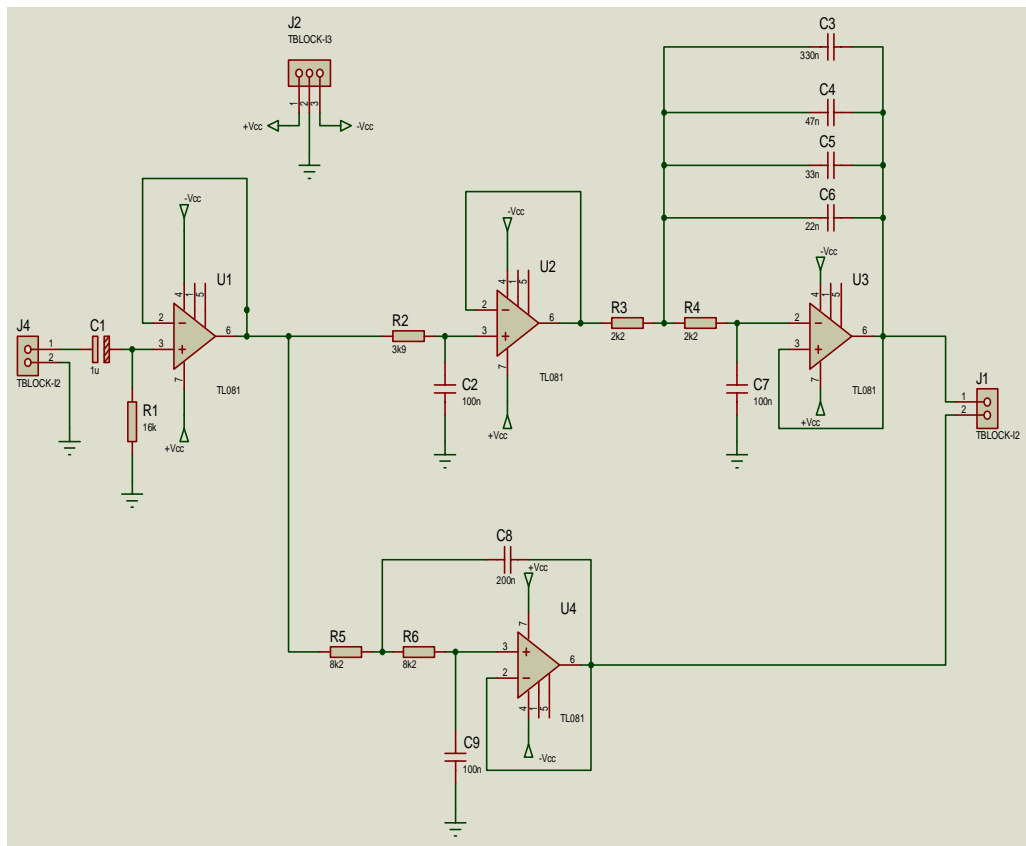 J2
TBLOCK-I3
1
2
3
+Vcc
-Vcc
C3
330n
C4
47n
C5
33n
C6
22n
-Vcc
4
1
5
U1
2
3
6
7
TL081
+Vcc
J4
1
2
TBLOCK-I2
C1
1u
R1
16k
R2
3k9
C2
100n
-Vcc
4
1
5
U2
2
3
6
7
TL081
+Vcc
R3
2k2
R4
2k2
C7
100n
-Vcc
4
1
5
U3
2
3
6
7
TL081
+Vcc
J1
1
2
TBLOCK-I2
C8
200n
+Vcc
7
U4
R5
8k2
R6
8k2
3
2
6
4
1
5
TL081
-Vcc
C9
100n